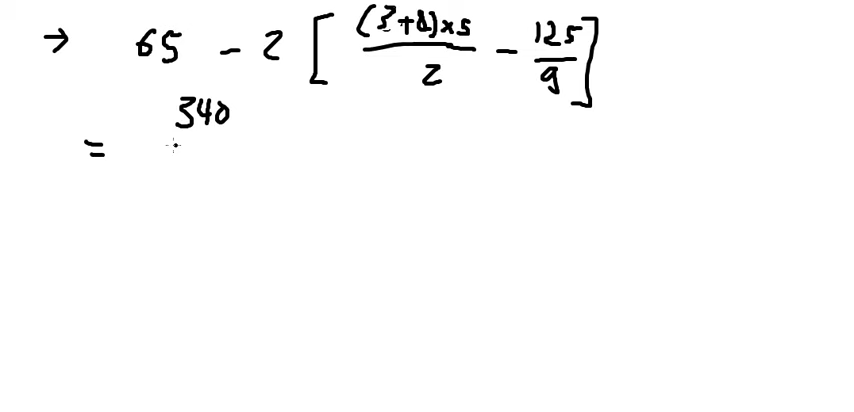 → 65 - 2 [ (3+8)×5 / 2 - 125 / 9 ]
= 340